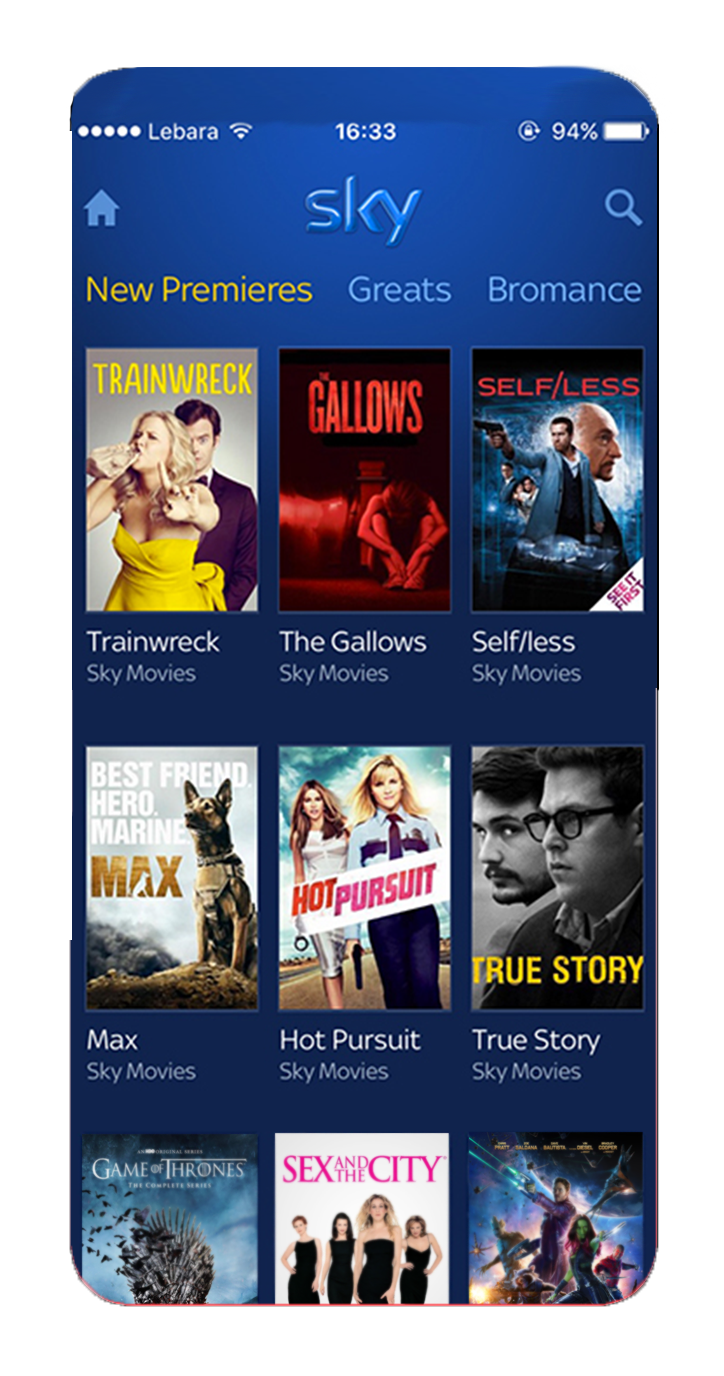 Lebara 16:33 94%
sky
New Premieres Greats Bromance
TRAINWRECK
THE
GALLOWS
SELF/LESS
SEE IT
FIRST
Trainwreck The Gallows Self/less
Sky Movies Sky Movies Sky Movies
BEST FRIEND.
HERO.
MARINE
MAX
HOT PURSUIT
TRUE STORY
Max Hot Pursuit True Story
Sky Movies Sky Movies Sky Movies
AN HBO ORIGINAL SERIES
GAME OF THRONES
THE COMPLETE SERIES
SEX AND THE CITY
PRATT SALDANA BAUTISTA DIESEL COOPER